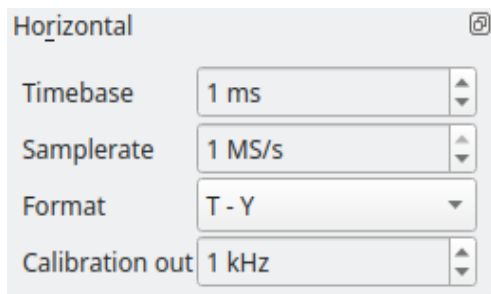 Horizontal
Timebase 1 ms
Samplerate 1 MS/s
Format T - Y
Calibration out 1 kHz